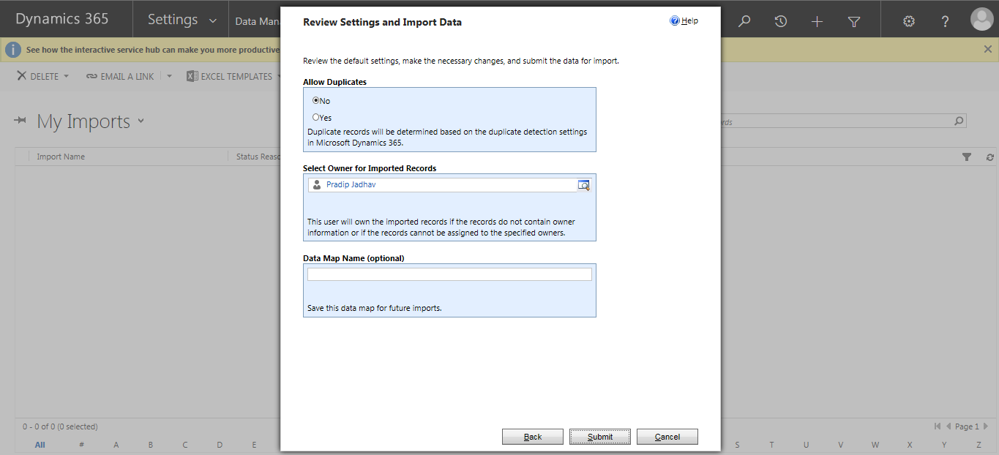 Dynamics 365
Settings
Data Man
See how the interactive service hub can make you more productive
DELETE
EMAIL A LINK
EXCEL TEMPLATES
My Imports
Import Name
Status Reaso
Review Settings and Import Data
Help
Review the default settings, make the necessary changes, and submit the data for import.
Allow Duplicates
No
Yes
Duplicate records will be determined based on the duplicate detection settings
in Microsoft Dynamics 365.
Select Owner for Imported Records
Pradip Jadhav
This user will own the imported records if the records do not contain owner
information or if the records cannot be assigned to the specified owners.
Data Map Name (optional)
Save this data map for future imports.
Back Submit Cancel
0 - 0 of 0 (0 selected)
Page 1
All # A B C D E S T U V W X Y Z